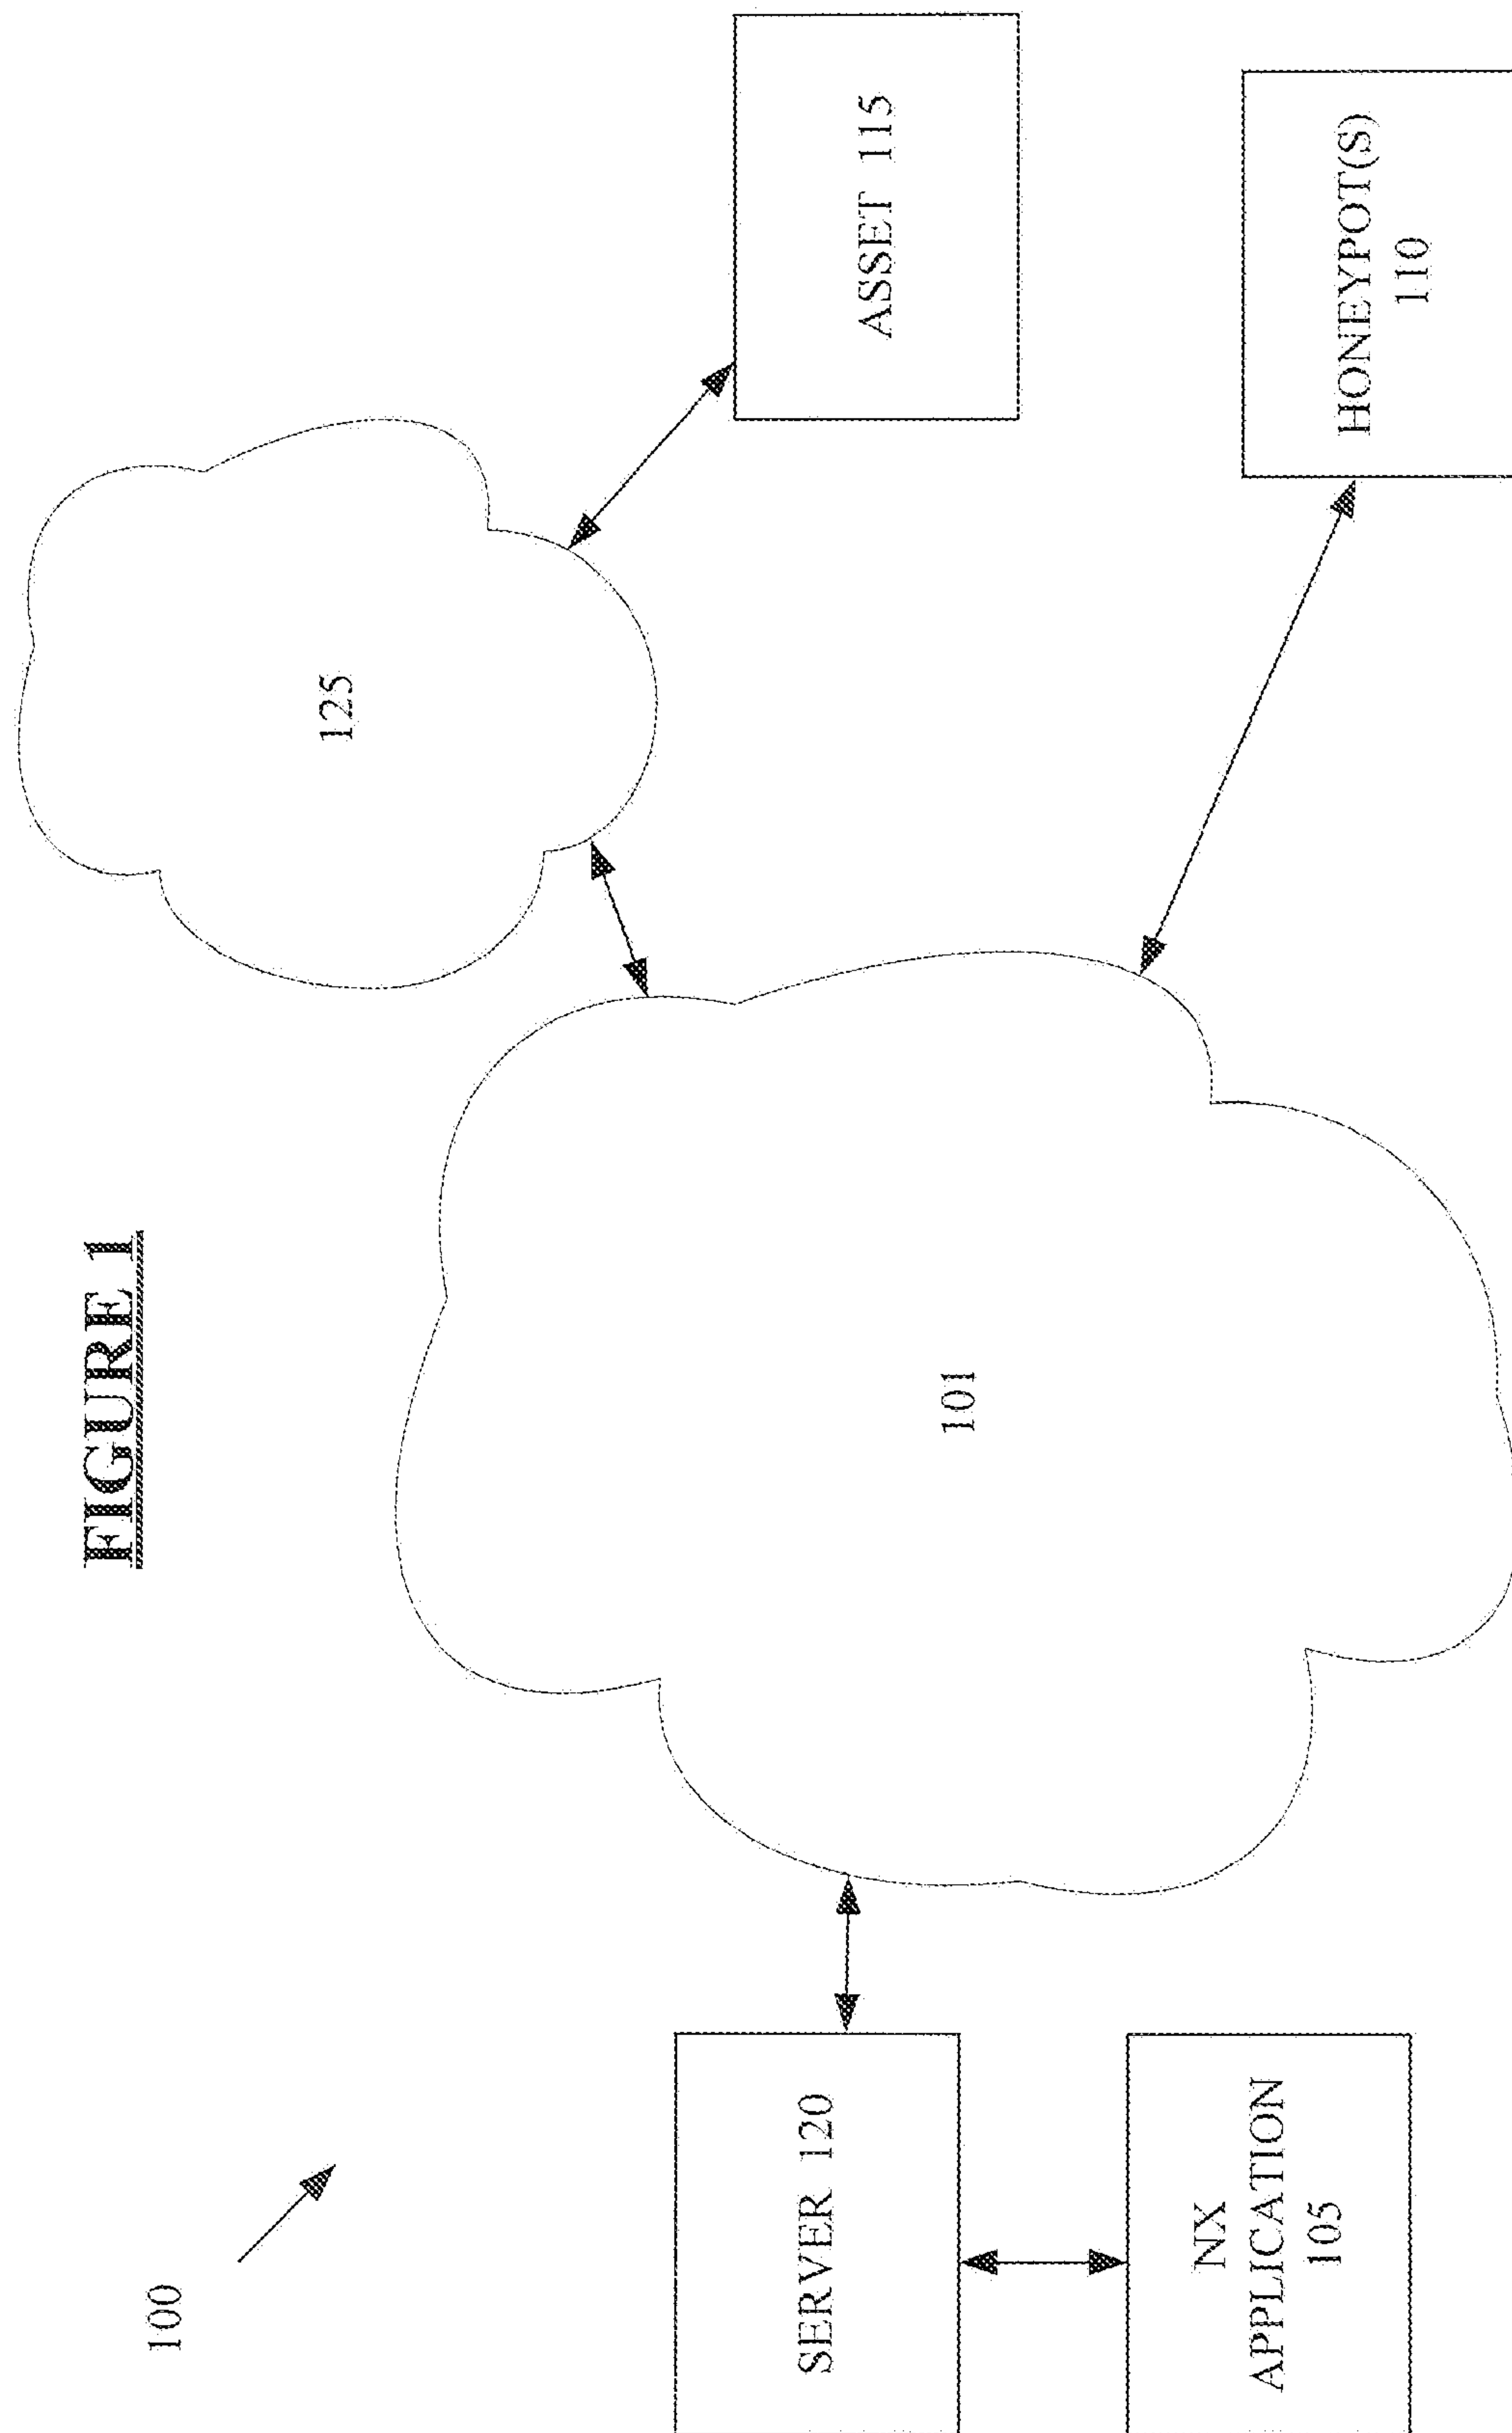 FIGURE 1
100
125
ASSET 115
101
SERVER 120
HONEYPOT(S)
110
NX
APPLICATION
105